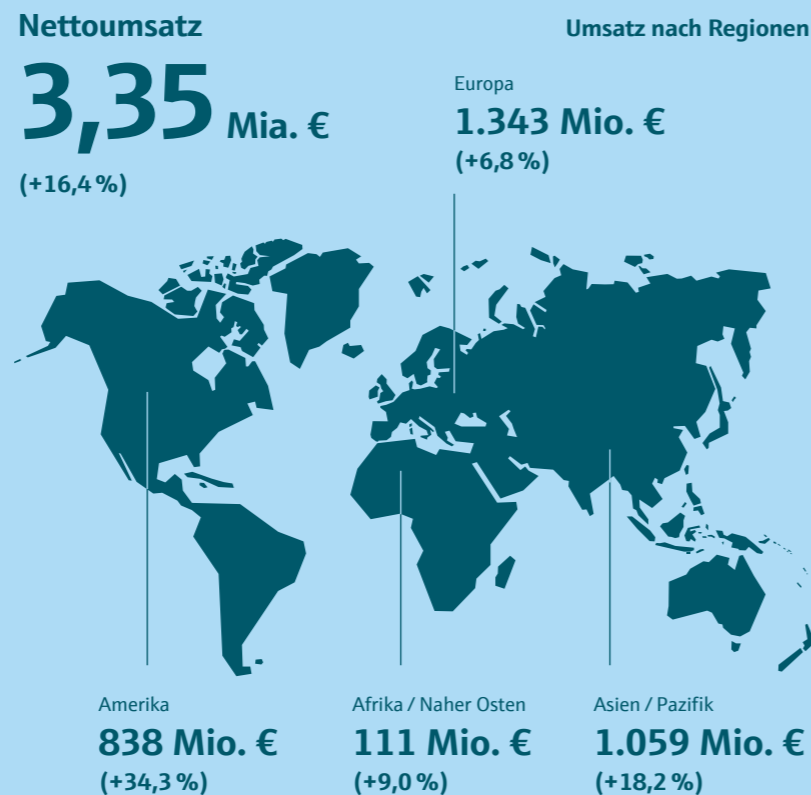 Nettoumsatz
3,35 Mia. €
(+16,4 %)
Umsatz nach Regionen
Europa
1.343 Mio. €
(+6,8 %)
Amerika
838 Mio. €
(+34,3 %)
Afrika / Naher Osten
111 Mio. €
(+9,0 %)
Asien / Pazifik
1.059 Mio. €
(+18,2 %)